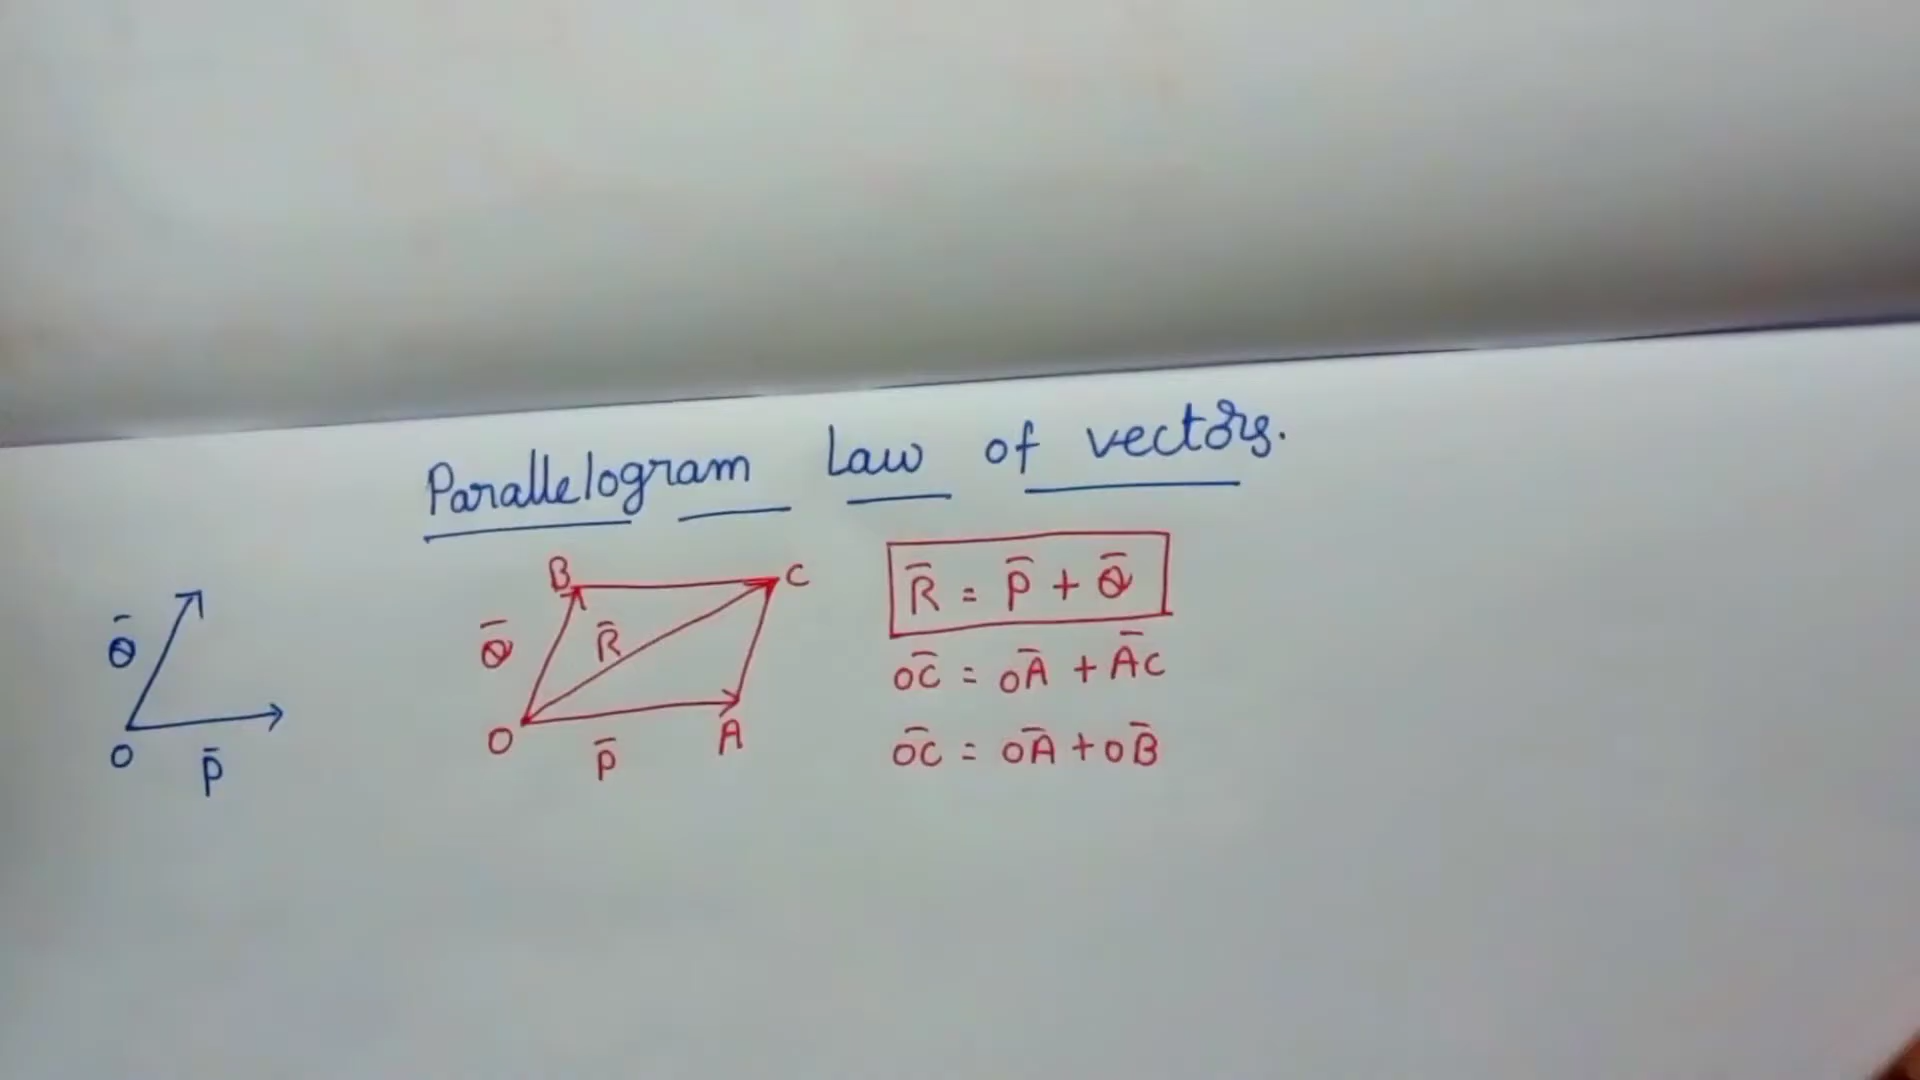 Parallelogram Law of vectors.
Q̄
O
P̄
B
C
Q̄
R̄
O
P̄
A
R̄ = P̄ + Q̄
OC̄ = OĀ + ĀC
OC̄ = OĀ + OB̄